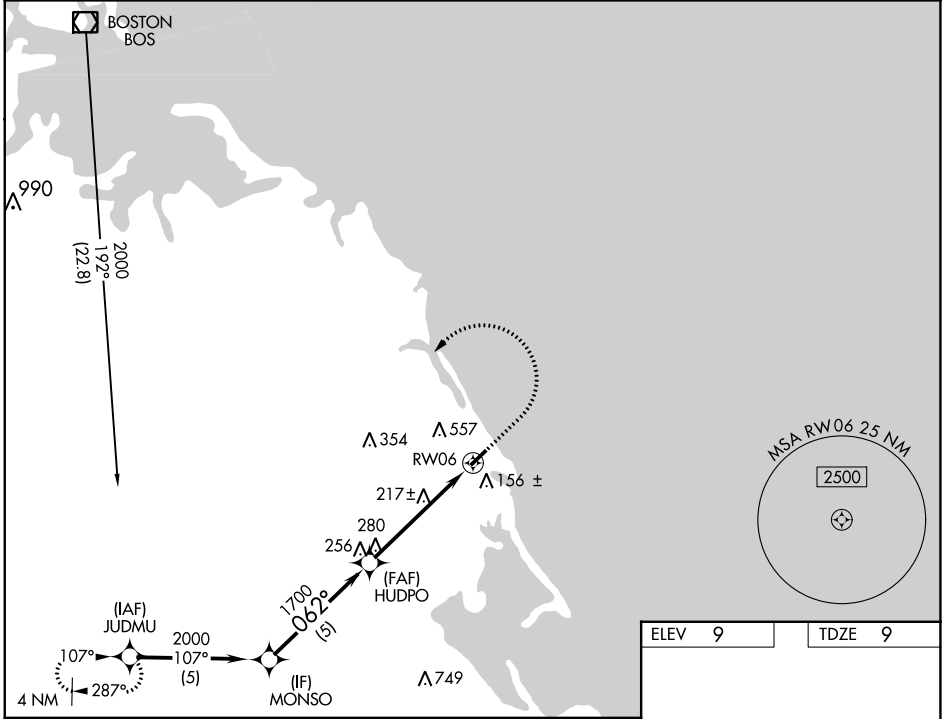 BOSTON
BOS
990
2000
192°
(22.8)
354
557
RW06
156 ±
217±
280
256
(FAF)
HUDPO
1700
062°
(5)
(IAF)
JUDMU
2000
107°
107°
(5)
287°
4 NM
(IF)
MONSO
749
MSA RW06 25 NM
2500
ELEV 9
TDZE 9